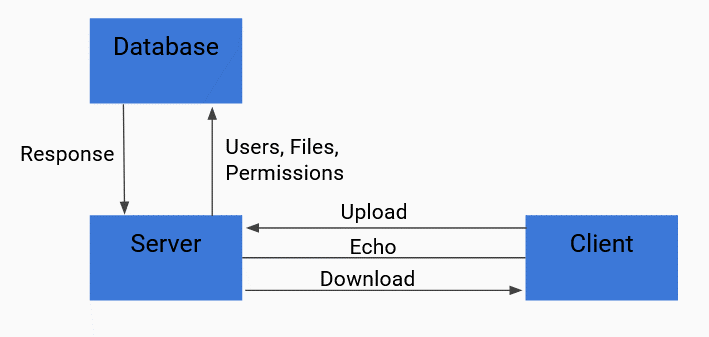 Database
Response
Users, Files,
Permissions
Server
Upload
Echo
Download
Client